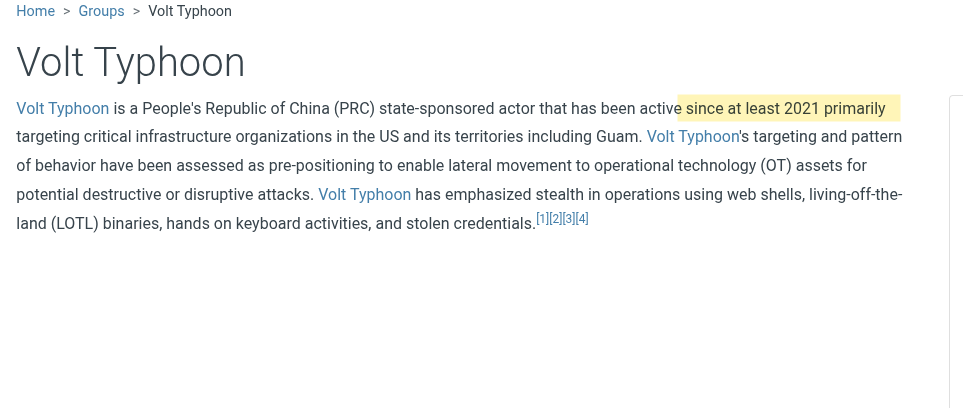 Home > Groups > Volt Typhoon
Volt Typhoon
Volt Typhoon is a People's Republic of China (PRC) state-sponsored actor that has been active since at least 2021 primarily
targeting critical infrastructure organizations in the US and its territories including Guam. Volt Typhoon's targeting and pattern
of behavior have been assessed as pre-positioning to enable lateral movement to operational technology (OT) assets for
potential destructive or disruptive attacks. Volt Typhoon has emphasized stealth in operations using web shells, living-off-the-
land (LOTL) binaries, hands on keyboard activities, and stolen credentials.[1][2][3][4]